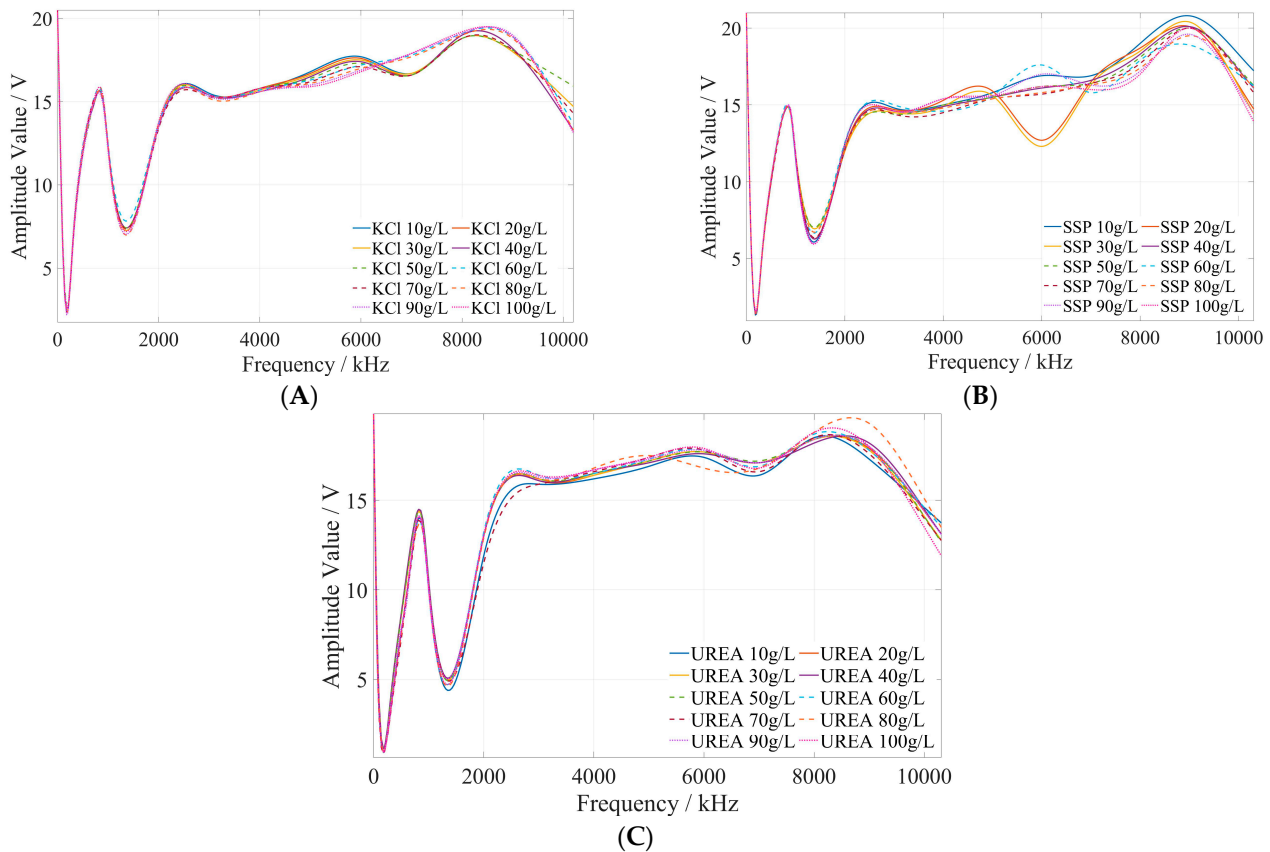 20
15
10
5
Amplitude Value / V
KCl 10g/L KCl 20g/L
KCl 30g/L KCl 40g/L
KCl 50g/L KCl 60g/L
KCl 70g/L KCl 80g/L
KCl 90g/L KCl 100g/L
0 2000 4000 6000 8000 10000
Frequency / kHz
(A)
20
15
10
5
Amplitude Value / V
SSP 10g/L SSP 20g/L
SSP 30g/L SSP 40g/L
SSP 50g/L SSP 60g/L
SSP 70g/L SSP 80g/L
SSP 90g/L SSP 100g/L
0 2000 4000 6000 8000 10000
Frequency / kHz
(B)
15
10
5
Amplitude Value / V
UREA 10g/L UREA 20g/L
UREA 30g/L UREA 40g/L
UREA 50g/L UREA 60g/L
UREA 70g/L UREA 80g/L
UREA 90g/L UREA 100g/L
0 2000 4000 6000 8000 10000
Frequency / kHz
(C)